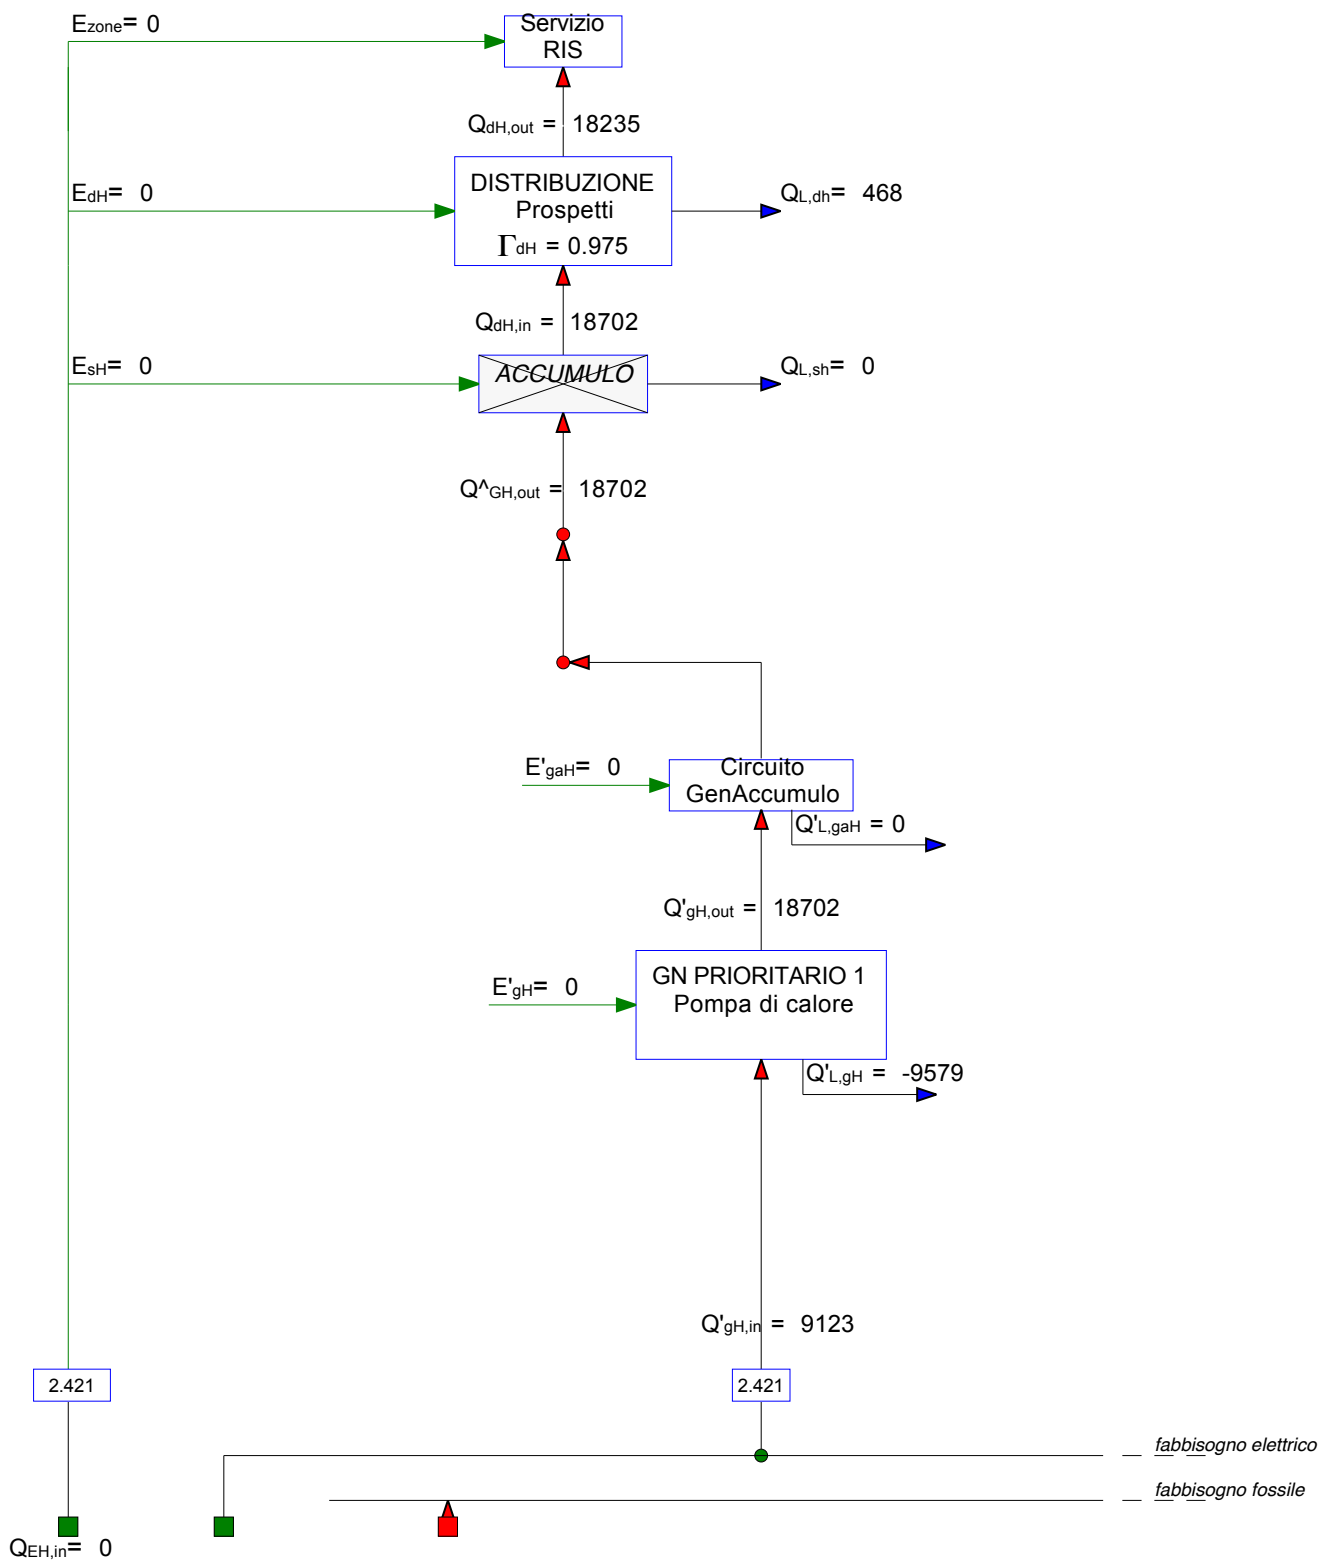 Ezone= 0
Servizio
RIS
QdH,out = 18235
EdH= 0
DISTRIBUZIONE
Prospetti
ΓdH = 0.975
QL,dh= 468
QdH,in = 18702
EsH= 0
ACCUMULO
QL,sh= 0
Q^GH,out = 18702
E'gaH= 0
Circuito
GenAccumulo
Q'L,gaH = 0
Q'gH,out = 18702
E'gH= 0
GN PRIORITARIO 1
Pompa di calore
Q'L,gH = -9579
Q'gH,in = 9123
2.421
2.421
fabbisogno elettrico
fabbisogno fossile
QEH,in= 0